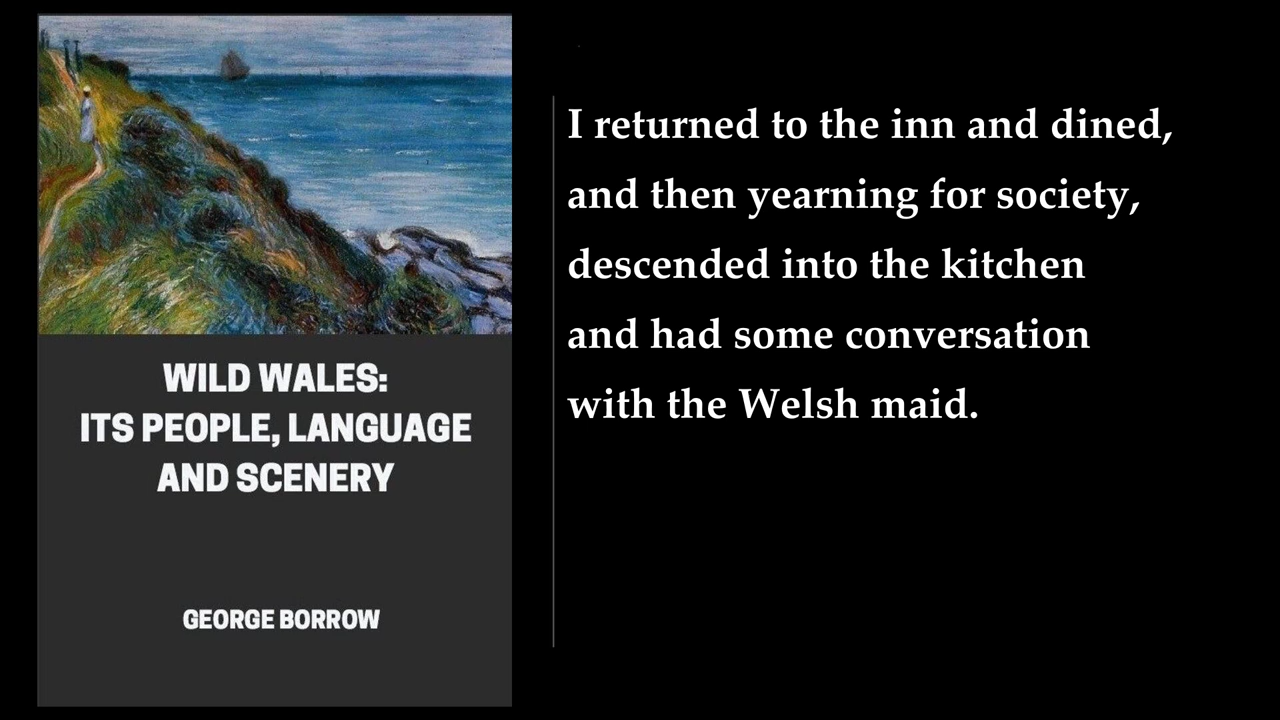 WILD WALES:
ITS PEOPLE, LANGUAGE
AND SCENERY
GEORGE BORROW
I returned to the inn and dined,
and then yearning for society,
descended into the kitchen
and had some conversation
with the Welsh maid.